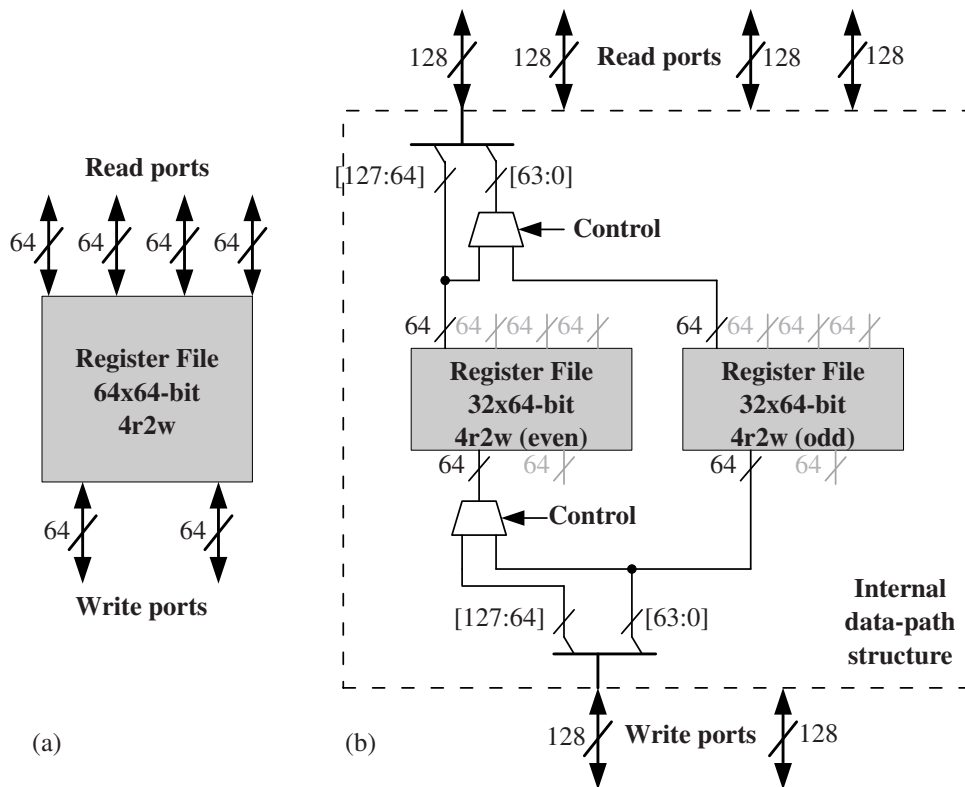 128
128
Read ports
128
128
[127:64]
[63:0]
Control
Read ports
64
64
64
64
64
64
64
64
64
64
64
64
Register File
64x64-bit
4r2w
Register File
32x64-bit
4r2w (even)
Register File
32x64-bit
4r2w (odd)
64
64
64
64
64
64
Control
Write ports
[127:64]
[63:0]
Internal
data-path
structure
(a)
(b)
128
Write ports
128